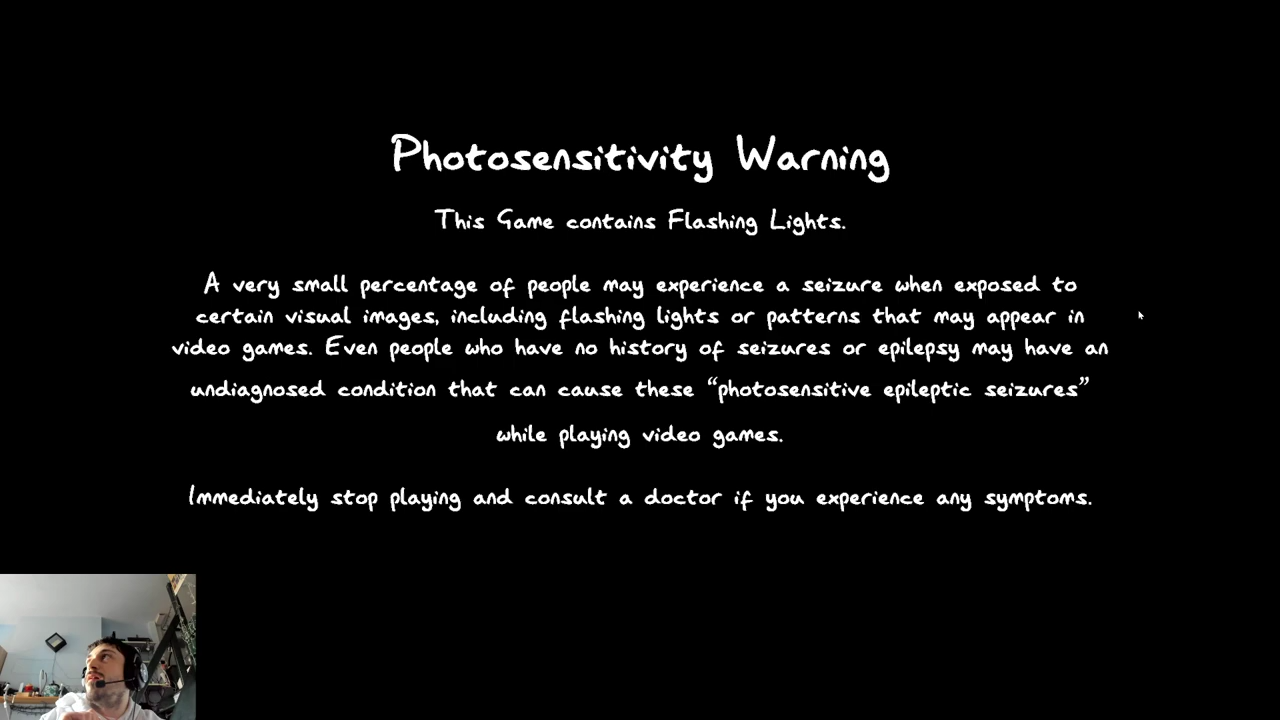 Photosensitivity Warning
This Game contains Flashing Lights.
A very small percentage of people may experience a seizure when exposed to
certain visual images, including flashing lights or patterns that may appear in
video games. Even people who have no history of seizures or epilepsy may have an
undiagnosed condition that can cause these “photosensitive epileptic seizures”
while playing video games.
Immediately stop playing and consult a doctor if you experience any symptoms.